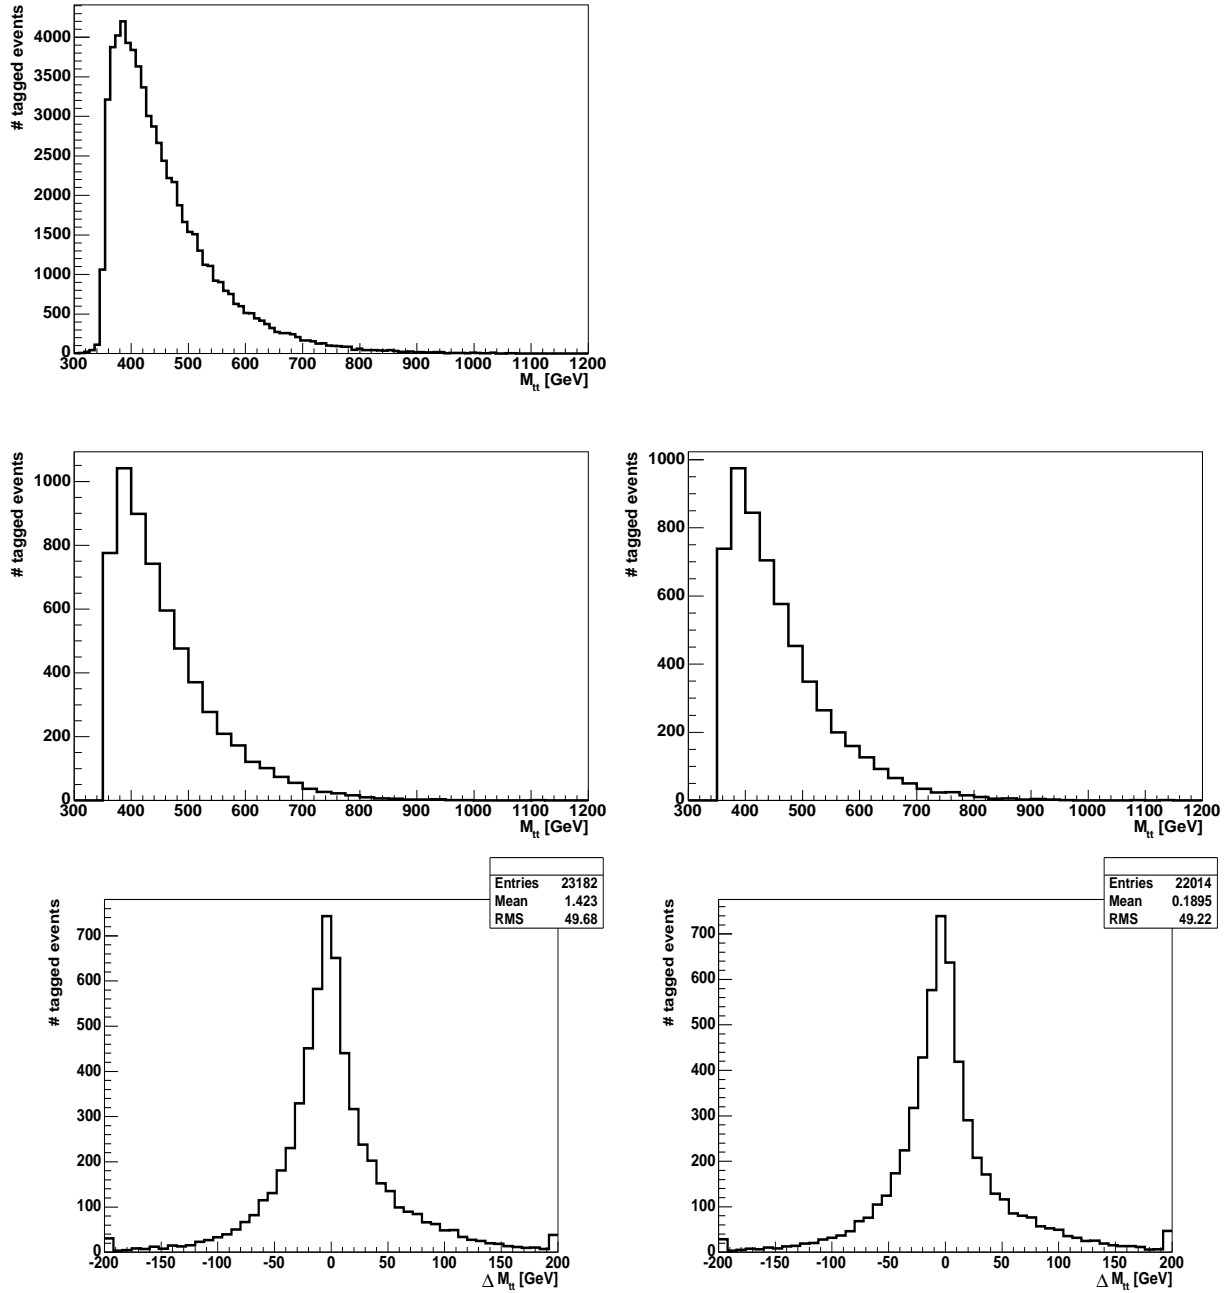 # tagged events
4000
3500
3000
2500
2000
1500
1000
500
0
300 400 500 600 700 800 900 1000 1100 1200
M_tt [GeV]
# tagged events
1000
800
600
400
200
0
300 400 500 600 700 800 900 1000 1100 1200
M_tt [GeV]
# tagged events
1000
800
600
400
200
0
300 400 500 600 700 800 900 1000 1100 1200
M_tt [GeV]
Entries 23182
Mean 1.423
RMS 49.68
# tagged events
700
600
500
400
300
200
100
0
-200 -150 -100 -50 0 50 100 150 200
Δ M_tt [GeV]
Entries 22014
Mean 0.1895
RMS 49.22
# tagged events
700
600
500
400
300
200
100
0
-200 -150 -100 -50 0 50 100 150 200
Δ M_tt [GeV]